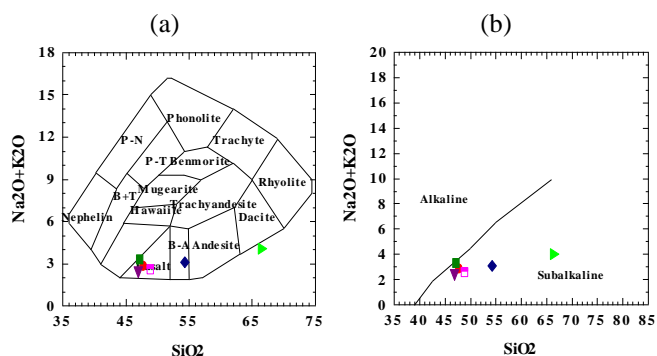 (a)
(b)
Na2O+K2O
18
15
12
9
6
3
0
35
45
55
65
75
SiO2
P-N
Phonolite
Trachyte
P-T
Benmorite
Rhyolite
B+T
Mugearite
Nephelin
Hawaiite
Trachyandesite
Dacite
B-A
Andesite
Na2O+K2O
20
18
16
14
12
10
8
6
4
2
0
35 40 45 50 55 60 65 70 75 80 85
SiO2
Alkaline
Subalkaline